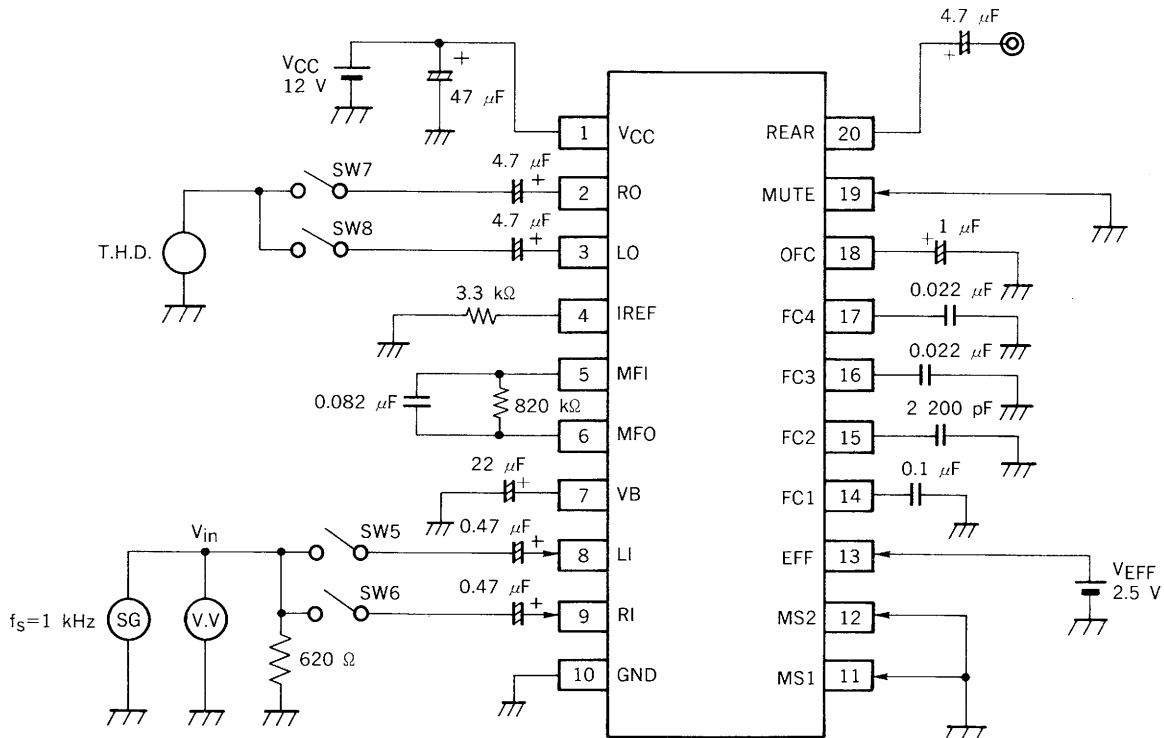 4.7 μF
+
VCC
12 V
+
47 μF
1 VCC
REAR 20
SW7
4.7 μF
+
2 RO
MUTE 19
SW8
4.7 μF
+
3 LO
OFC 18
+
1 μF
T.H.D.
3.3 kΩ
4 IREF
FC4 17
0.022 μF
5 MFI
FC3 16
0.022 μF
0.082 μF
820 kΩ
6 MFO
FC2 15
2 200 pF
22 μF
+
7 VB
FC1 14
0.1 μF
Vin
SW5
0.47 μF
+
8 LI
EFF 13
VEFF
2.5 V
fS=1 kHz
SG
V.V
SW6
0.47 μF
+
9 RI
MS2 12
620 Ω
10 GND
MS1 11